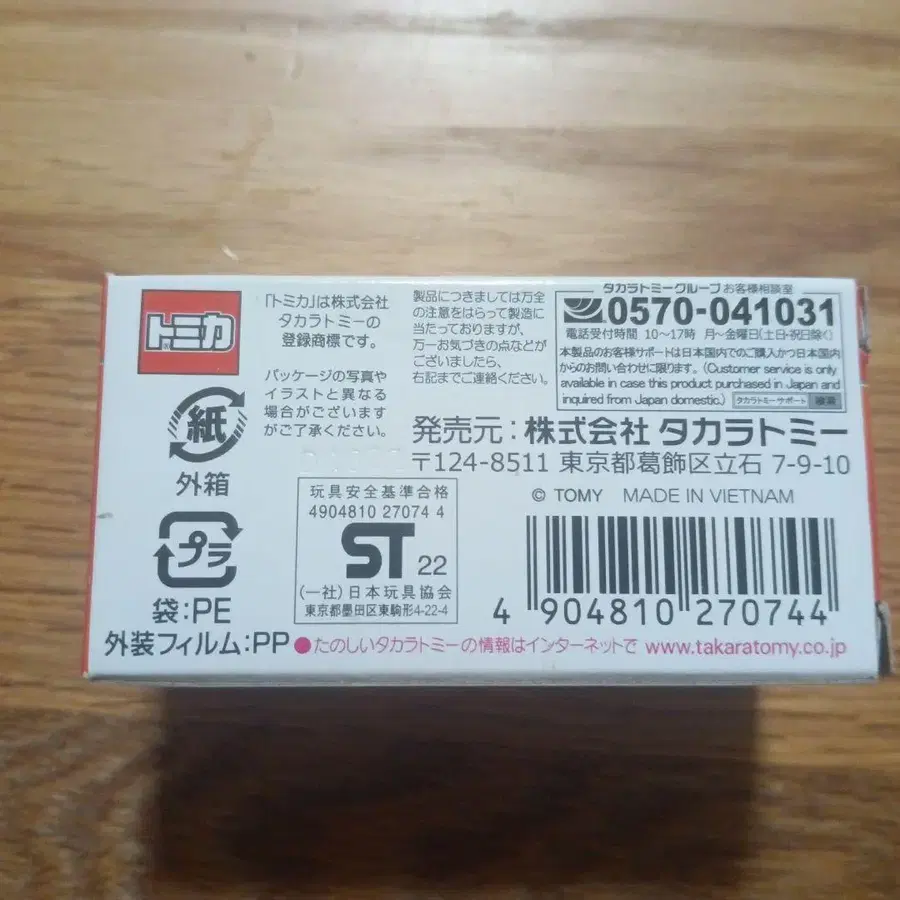 トミカ
「トミカ」は株式会社
タカラトミーの
登録商標です。
パッケージの写真や
イラストと異なる
場合がございます
がご了承ください。
製品につきましては万全
の注意をはらって製造に
当たっておりますが、
万一お気づきの点などが
ございましたら、
右記までご連絡ください。
タカラトミーグループ お客様相談室
0570-041031
電話受付時間 10〜17時 月〜金曜日(土日・祝日除く)
本製品のお客様サポートは日本国内でのご購入かつ日本国内
からのお問い合わせに限ります。(Customer service is only
available in case this product purchased in Japan and
inquired from Japan domestic.) タカラトミーサポート 検索
発売元:株式会社 タカラトミー
〒124-8511 東京都葛飾区立石 7-9-10
© TOMY MADE IN VIETNAM
紙
外箱
プラ
袋:PE
外装フィルム:PP
玩具安全基準合格
4904810 27074 4
ST 22
(一社)日本玩具協会
東京都墨田区東駒形4-22-4
4 904810 270744
●たのしいタカラトミーの情報はインターネットで www.takaratomy.co.jp